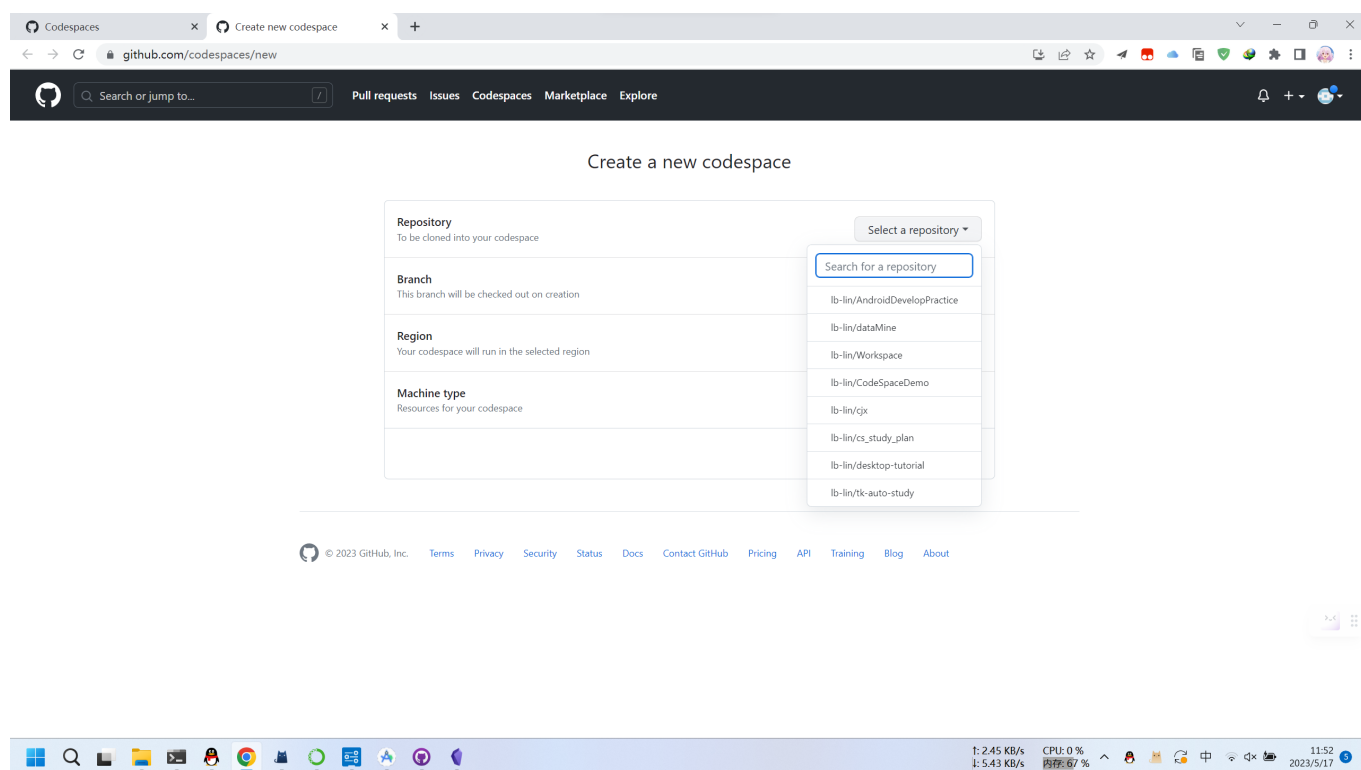 Codespaces
Create new codespace
github.com/codespaces/new
Search or jump to...
/
Pull requests Issues Codespaces Marketplace Explore
Create a new codespace
Repository
To be cloned into your codespace
Select a repository
Search for a repository
Branch
This branch will be checked out on creation
lb-lin/AndroidDevelopPractice
lb-lin/dataMine
Region
Your codespace will run in the selected region
lb-lin/Workspace
lb-lin/CodeSpaceDemo
Machine type
Resources for your codespace
lb-lin/cjx
lb-lin/cs_study_plan
lb-lin/desktop-tutorial
lb-lin/tk-auto-study
© 2023 GitHub, Inc. Terms Privacy Security Status Docs Contact GitHub Pricing API Training Blog About
↑: 2.45 KB/s CPU: 0 %
↓: 5.43 KB/s 内存: 67 %
中
11:52
2023/5/17
5